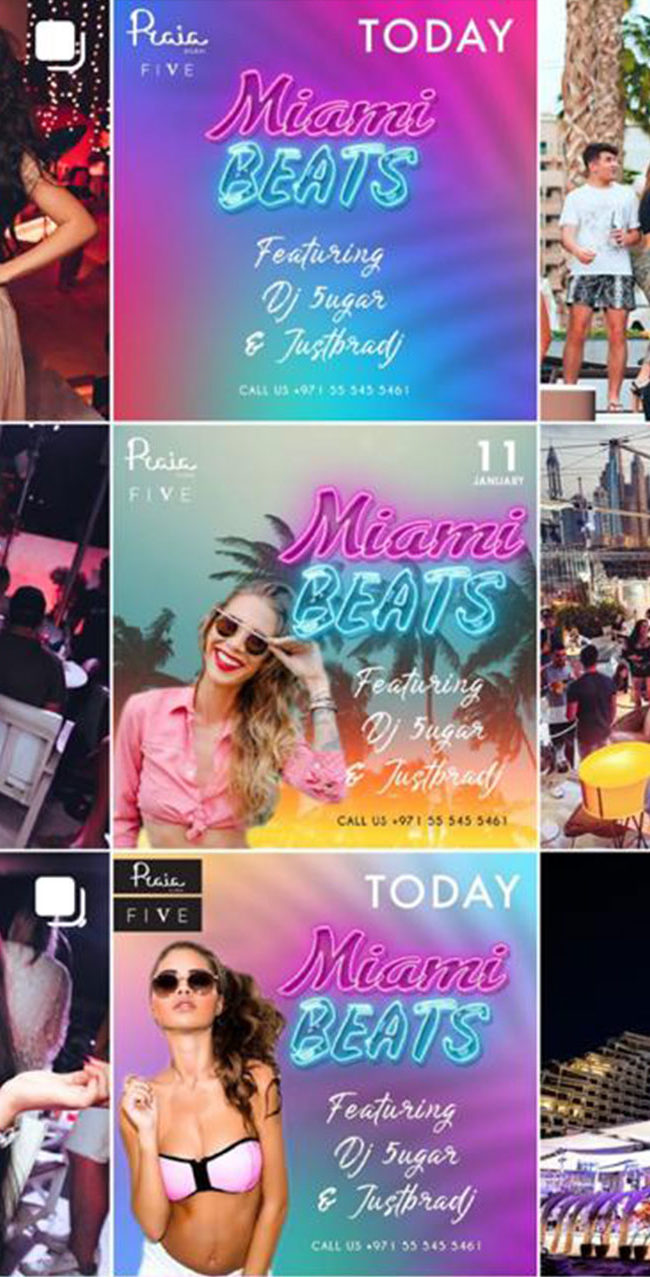 Praia
FIVE
TODAY
Miami
BEATS
Featuring
Dj 5ugar
& Justbradj
CALL US +971 55 545 5461
Praia
FIVE
11
JANUARY
Miami
BEATS
Featuring
Dj 5ugar
& Justbradj
CALL US +971 55 545 5461
Praia
FIVE
TODAY
Miami
BEATS
Featuring
Dj 5ugar
& Justbradj
CALL US +971 55 545 5461